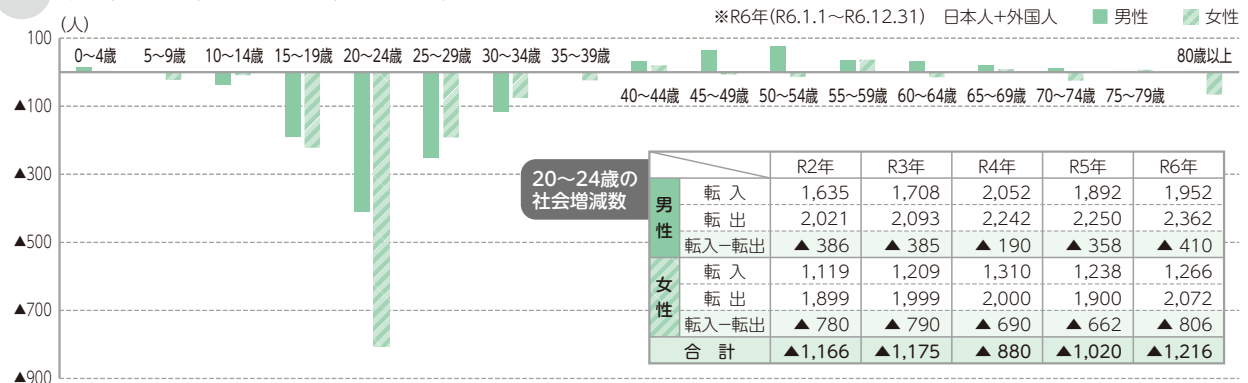 ※R6年(R6.1.1～R6.12.31) 日本人+外国人 男性 女性
(人)
100
0～4歳 5～9歳 10～14歳 15～19歳 20～24歳 25～29歳 30～34歳 35～39歳 80歳以上
40～44歳 45～49歳 50～54歳 55～59歳 60～64歳 65～69歳 70～74歳 75～79歳
▲100
▲300
▲500
▲700
▲900
20～24歳の
社会増減数
R2年 R3年 R4年 R5年 R6年
男性
転入 1,635 1,708 2,052 1,892 1,952
転出 2,021 2,093 2,242 2,250 2,362
転入ー転出 ▲ 386 ▲ 385 ▲ 190 ▲ 358 ▲ 410
女性
転入 1,119 1,209 1,310 1,238 1,266
転出 1,899 1,999 2,000 1,900 2,072
転入ー転出 ▲ 780 ▲ 790 ▲ 690 ▲ 662 ▲ 806
合計 ▲1,166 ▲1,175 ▲ 880 ▲1,020 ▲1,216